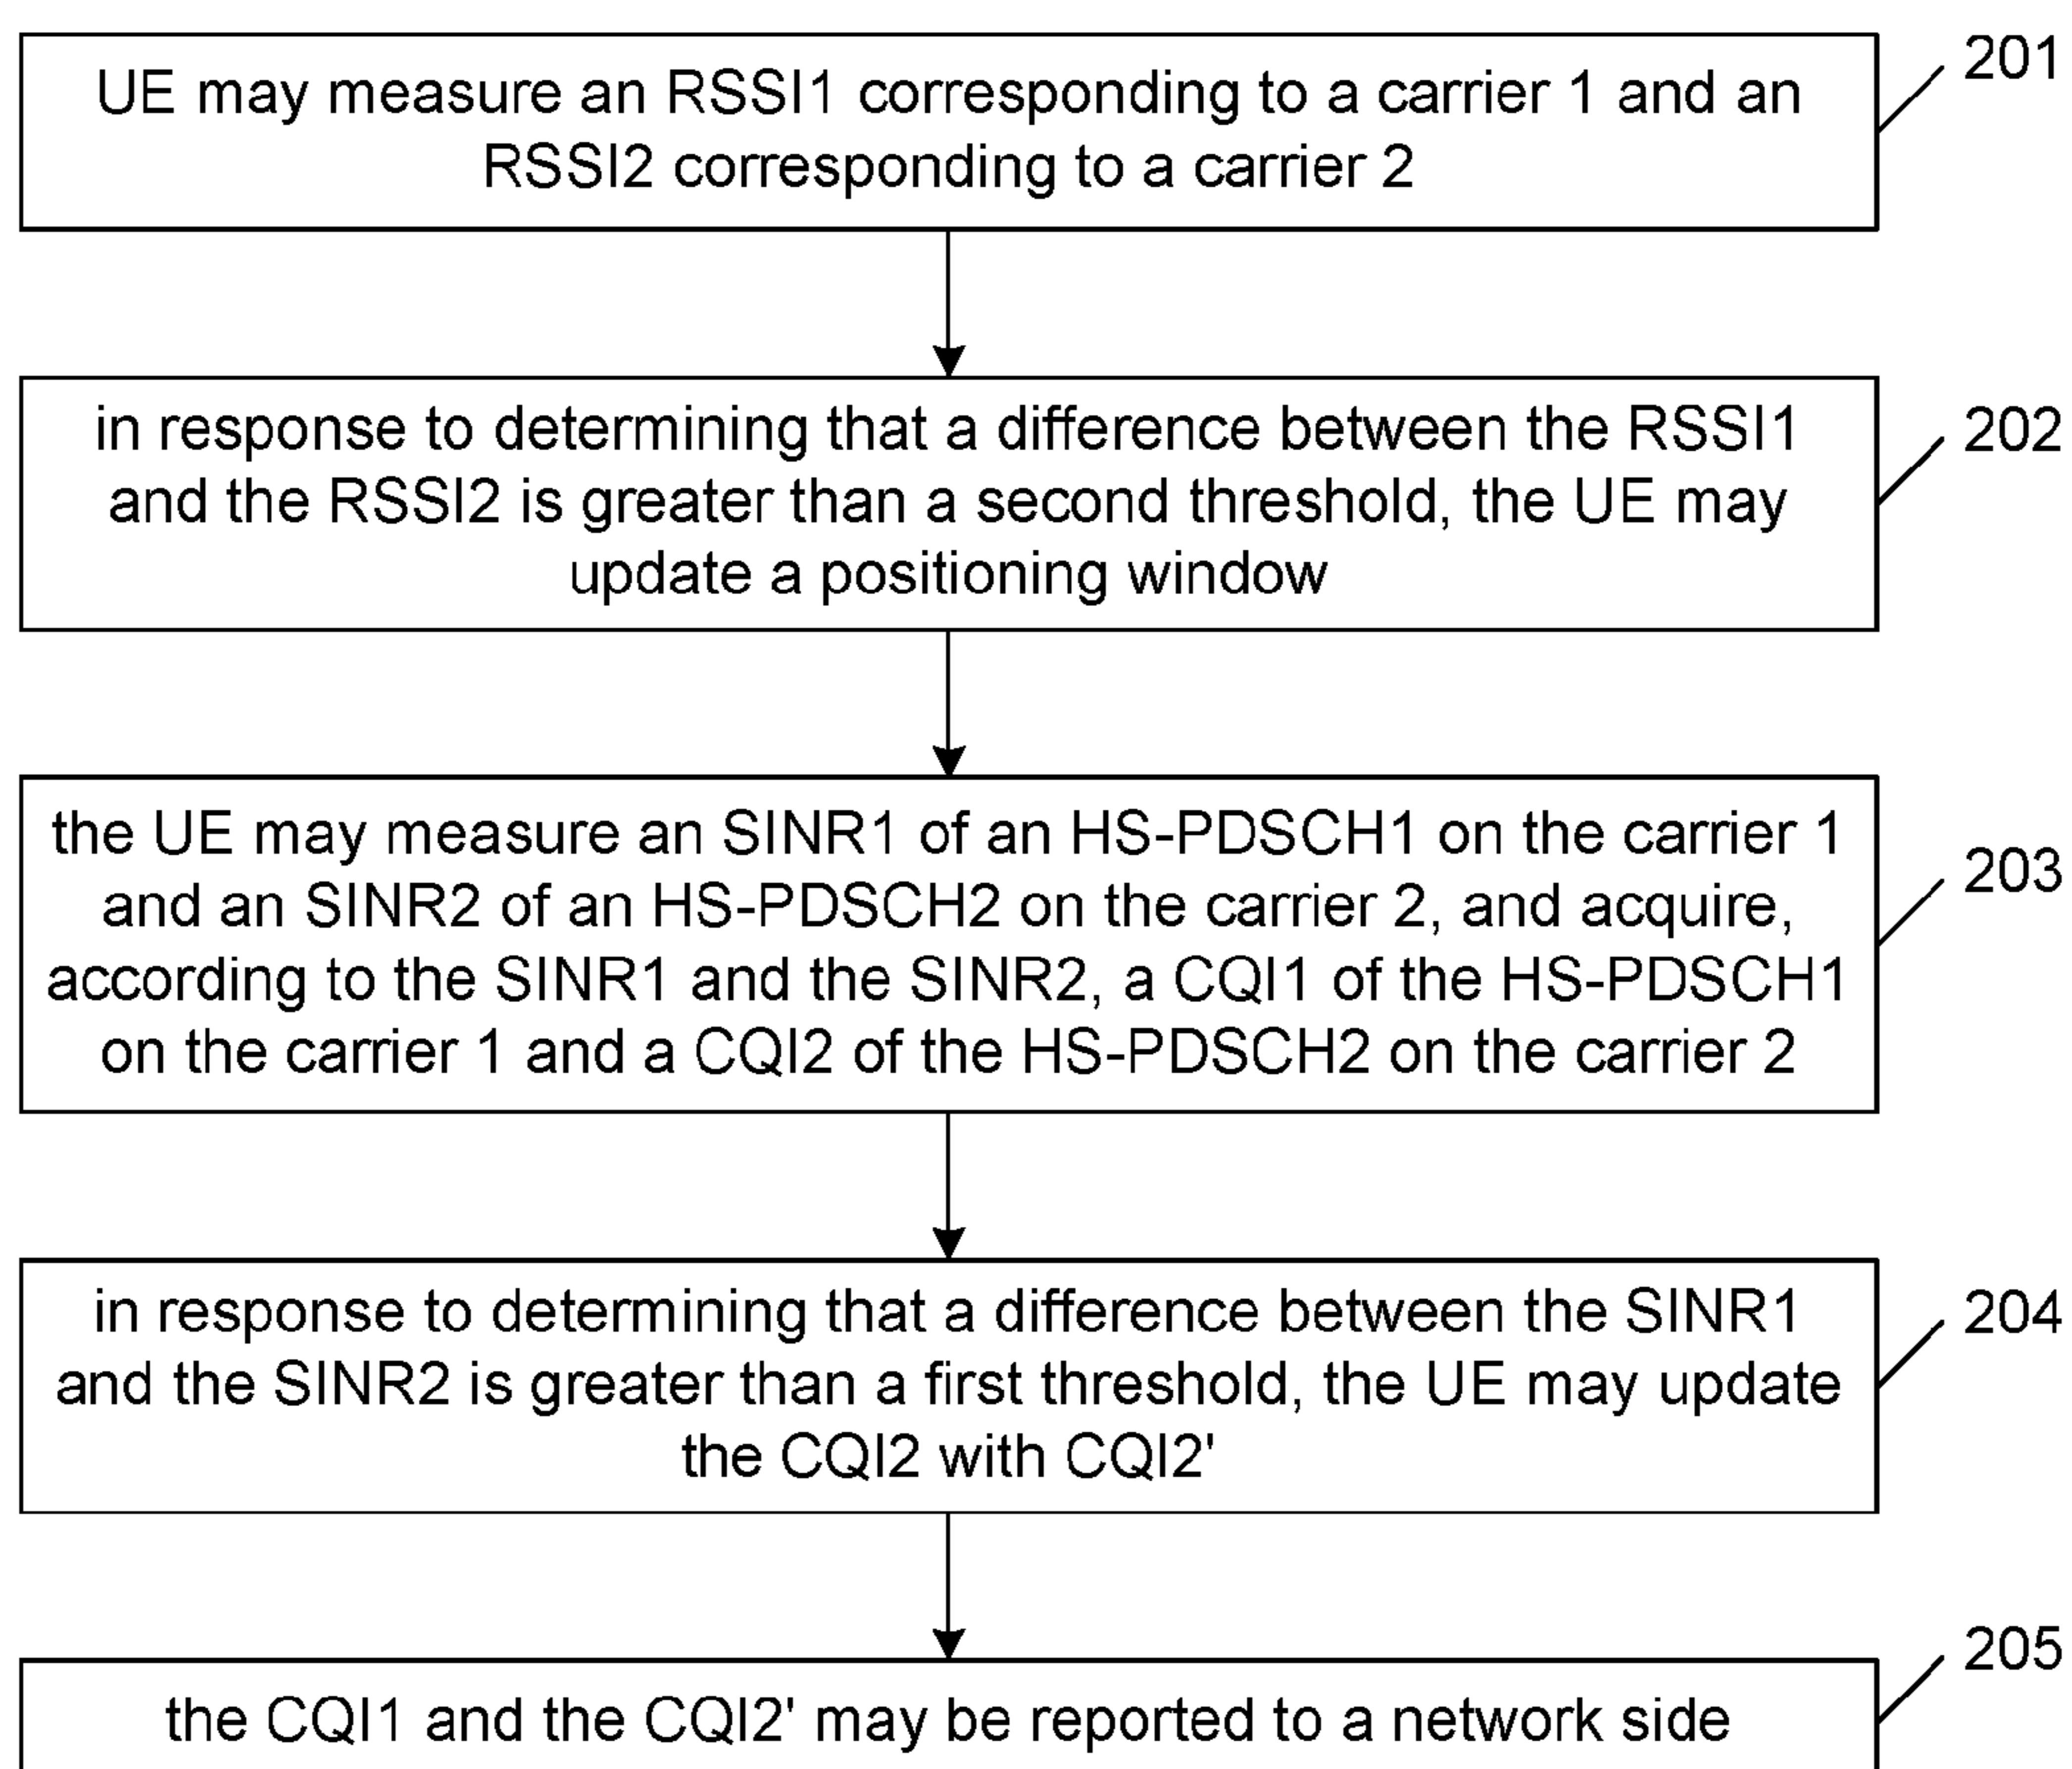 UE may measure an RSSI1 corresponding to a carrier 1 and an
RSSI2 corresponding to a carrier 2
201
in response to determining that a difference between the RSSI1
and the RSSI2 is greater than a second threshold, the UE may
update a positioning window
202
the UE may measure an SINR1 of an HS-PDSCH1 on the carrier 1
and an SINR2 of an HS-PDSCH2 on the carrier 2, and acquire,
according to the SINR1 and the SINR2, a CQI1 of the HS-PDSCH1
on the carrier 1 and a CQI2 of the HS-PDSCH2 on the carrier 2
203
in response to determining that a difference between the SINR1
and the SINR2 is greater than a first threshold, the UE may update
the CQI2 with CQI2'
204
the CQI1 and the CQI2' may be reported to a network side
205